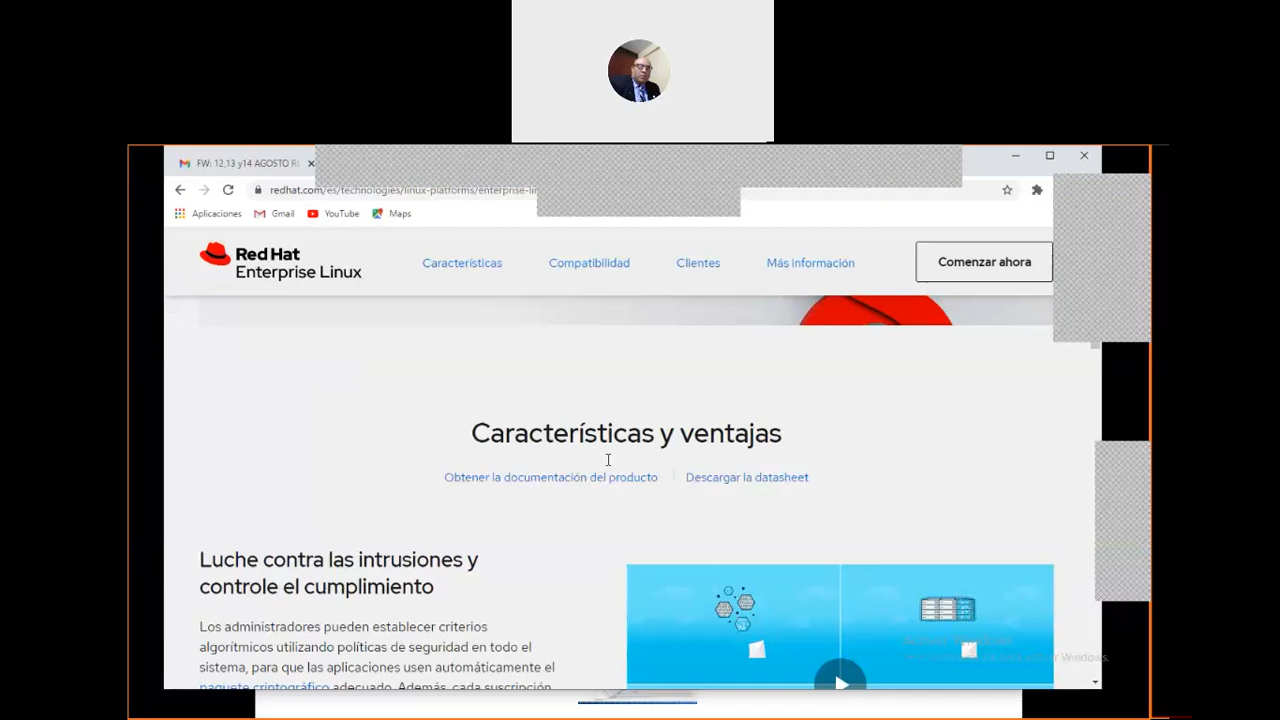 FW: 12,13 y14 AGOSTO R
redhat.com/es/technologies/linux-platforms/enterprise-li
Aplicaciones Gmail YouTube Maps
Red Hat
Enterprise Linux
Características Compatibilidad Clientes Más información Comenzar ahora
Características y ventajas
Obtener la documentación del producto Descargar la datasheet
Luche contra las intrusiones y
controle el cumplimiento
Los administradores pueden establecer criterios
algorítmicos utilizando políticas de seguridad en todo el
sistema, para que las aplicaciones usen automáticamente el
paquete criptográfico adecuado. Además, cada suscripción
Windows.